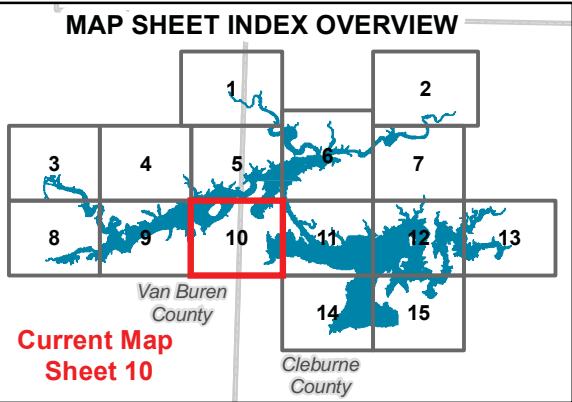 MAP SHEET INDEX OVERVIEW
1
2
3
4
5
6
7
8
9
10
11
12
13
14
15
Van Buren
County
Current Map
Sheet 10
Cleburne
County